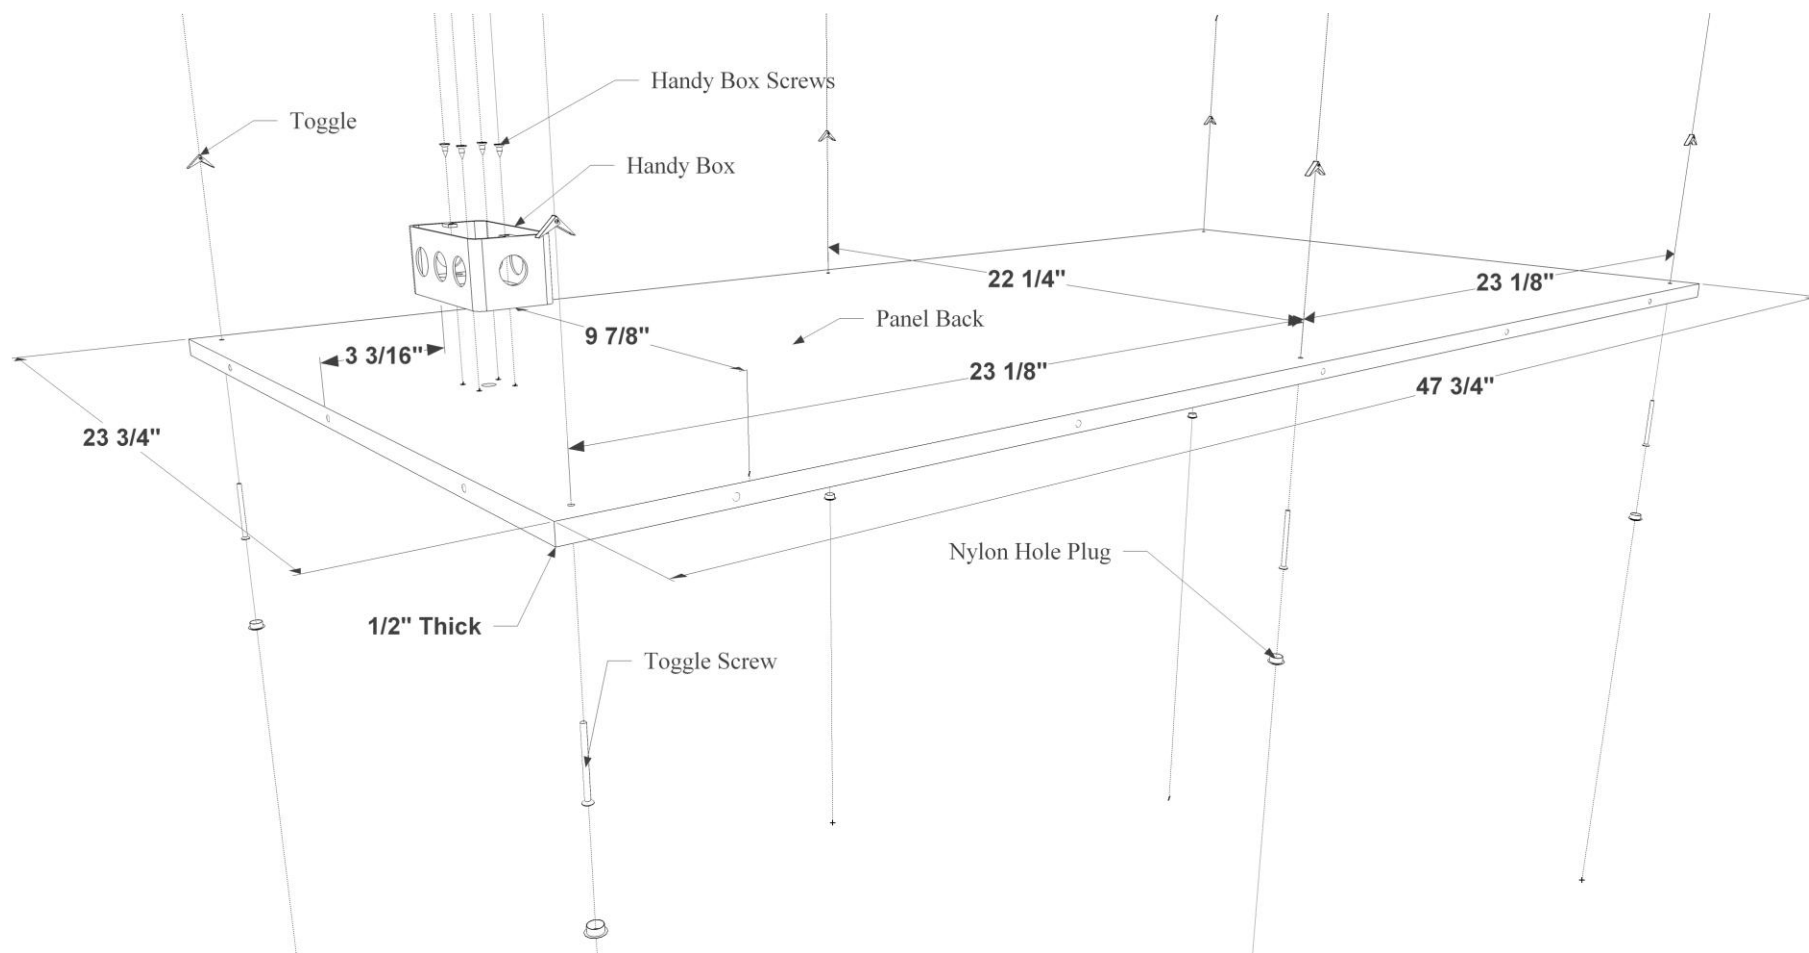 Handy Box Screws
Toggle
Handy Box
22 1/4"
23 1/8"
Panel Back
9 7/8"
3 3/16"
23 1/8"
47 3/4"
23 3/4"
Nylon Hole Plug
1/2" Thick
Toggle Screw